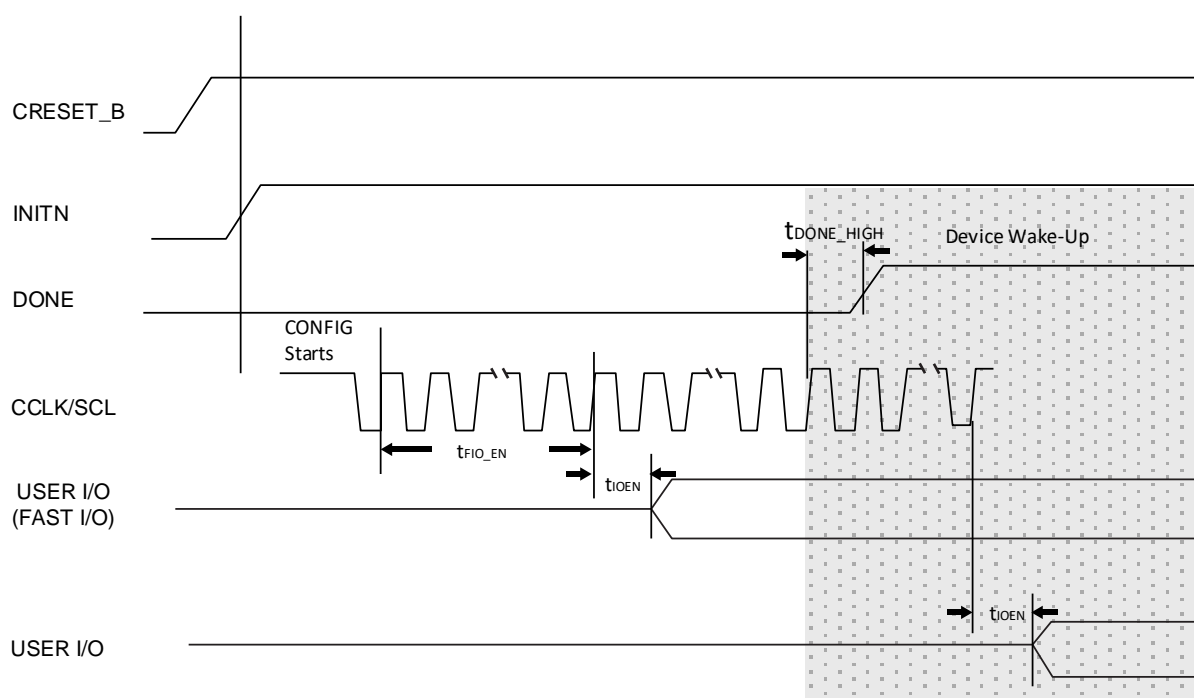 CRESET_B
INITN
tDONE_HIGH
Device Wake-Up
DONE
CONFIG
Starts
CCLK/SCL
tFIO_EN
tIOEN
USER I/O
(FAST I/O)
tIOEN
USER I/O